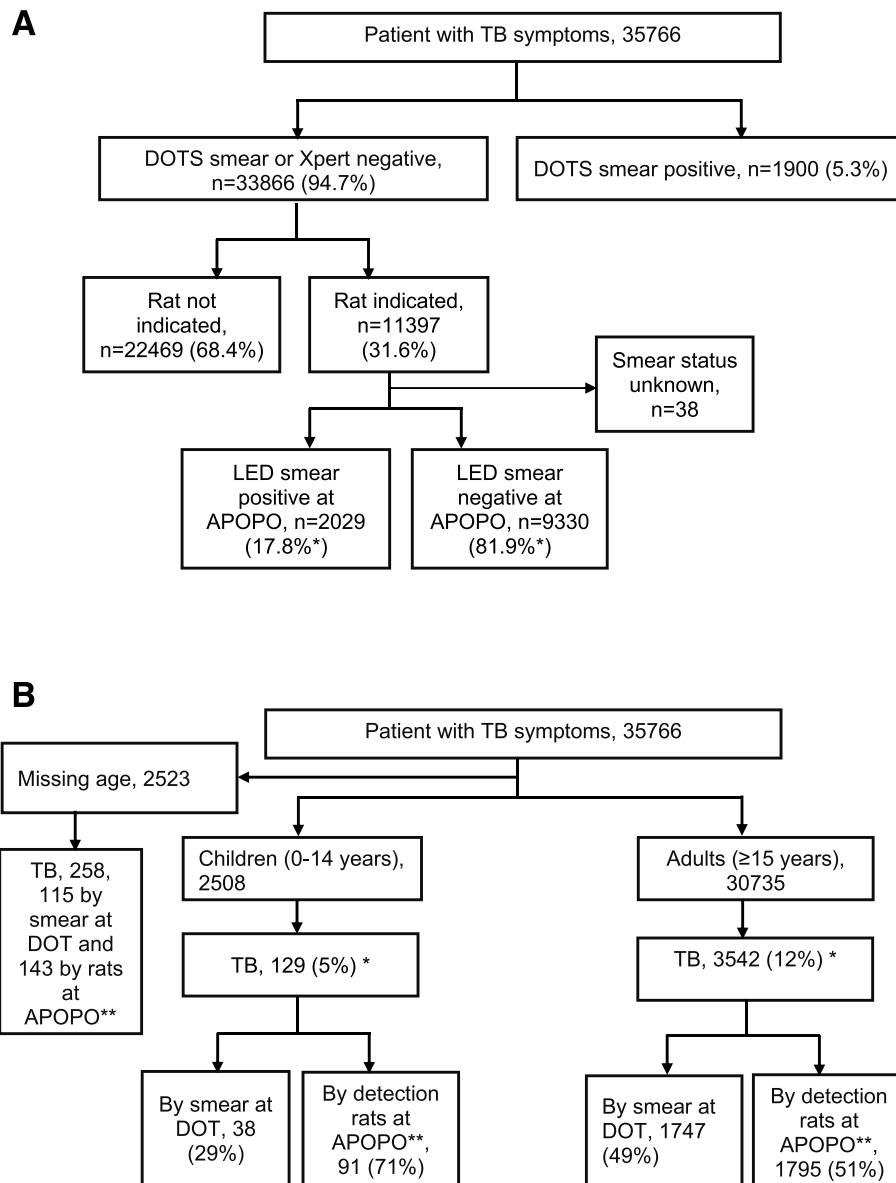 A
Patient with TB symptoms, 35766
DOTS smear or Xpert negative,
n=33866 (94.7%)
DOTS smear positive, n=1900 (5.3%)
Rat not
indicated,
n=22469 (68.4%)
Rat indicated,
n=11397
(31.6%)
Smear status
unknown,
n=38
LED smear
positive at
APOPO, n=2029
(17.8%*)
LED smear
negative at
APOPO, n=9330
(81.9%*)
B
Patient with TB symptoms, 35766
Missing age, 2523
TB, 258,
115 by
smear at
DOT and
143 by rats
at
APOPO**
Children (0-14 years),
2508
Adults (≥15 years),
30735
TB, 129 (5%) *
TB, 3542 (12%) *
By smear at
DOT, 38
(29%)
By detection
rats at
APOPO**,
91 (71%)
By smear at
DOT, 1747
(49%)
By detection
rats at
APOPO**,
1795 (51%)